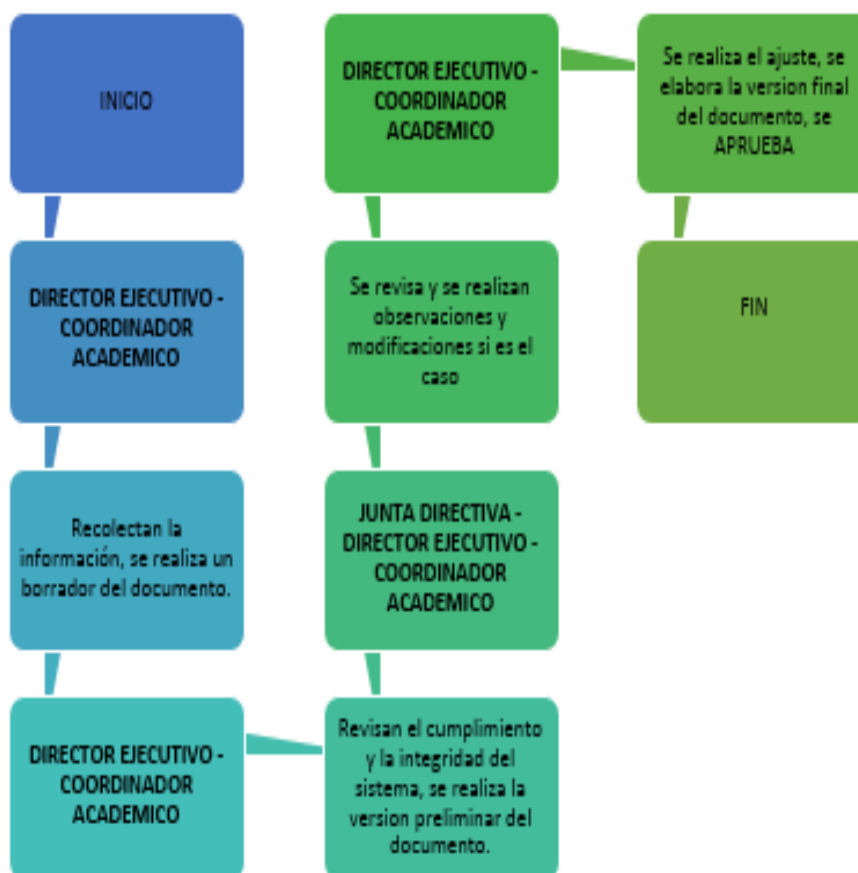 INICIO
DIRECTOR EJECUTIVO -
COORDINADOR
ACADEMICO
Recolectan la
información, se realiza un
borrador del documento.
DIRECTOR EJECUTIVO -
COORDINADOR
ACADEMICO
Revisan el cumplimiento
y la integridad del
sistema, se realiza la
version preliminar del
documento.
JUNTA DIRECTIVA -
DIRECTOR EJECUTIVO -
COORDINADOR
ACADEMICO
Se revisa y se realizan
observaciones y
modificaciones si es el
caso
DIRECTOR EJECUTIVO -
COORDINADOR
ACADEMICO
Se realiza el ajuste, se
elabora la version final
del documento, se
APRUEBA
FIN